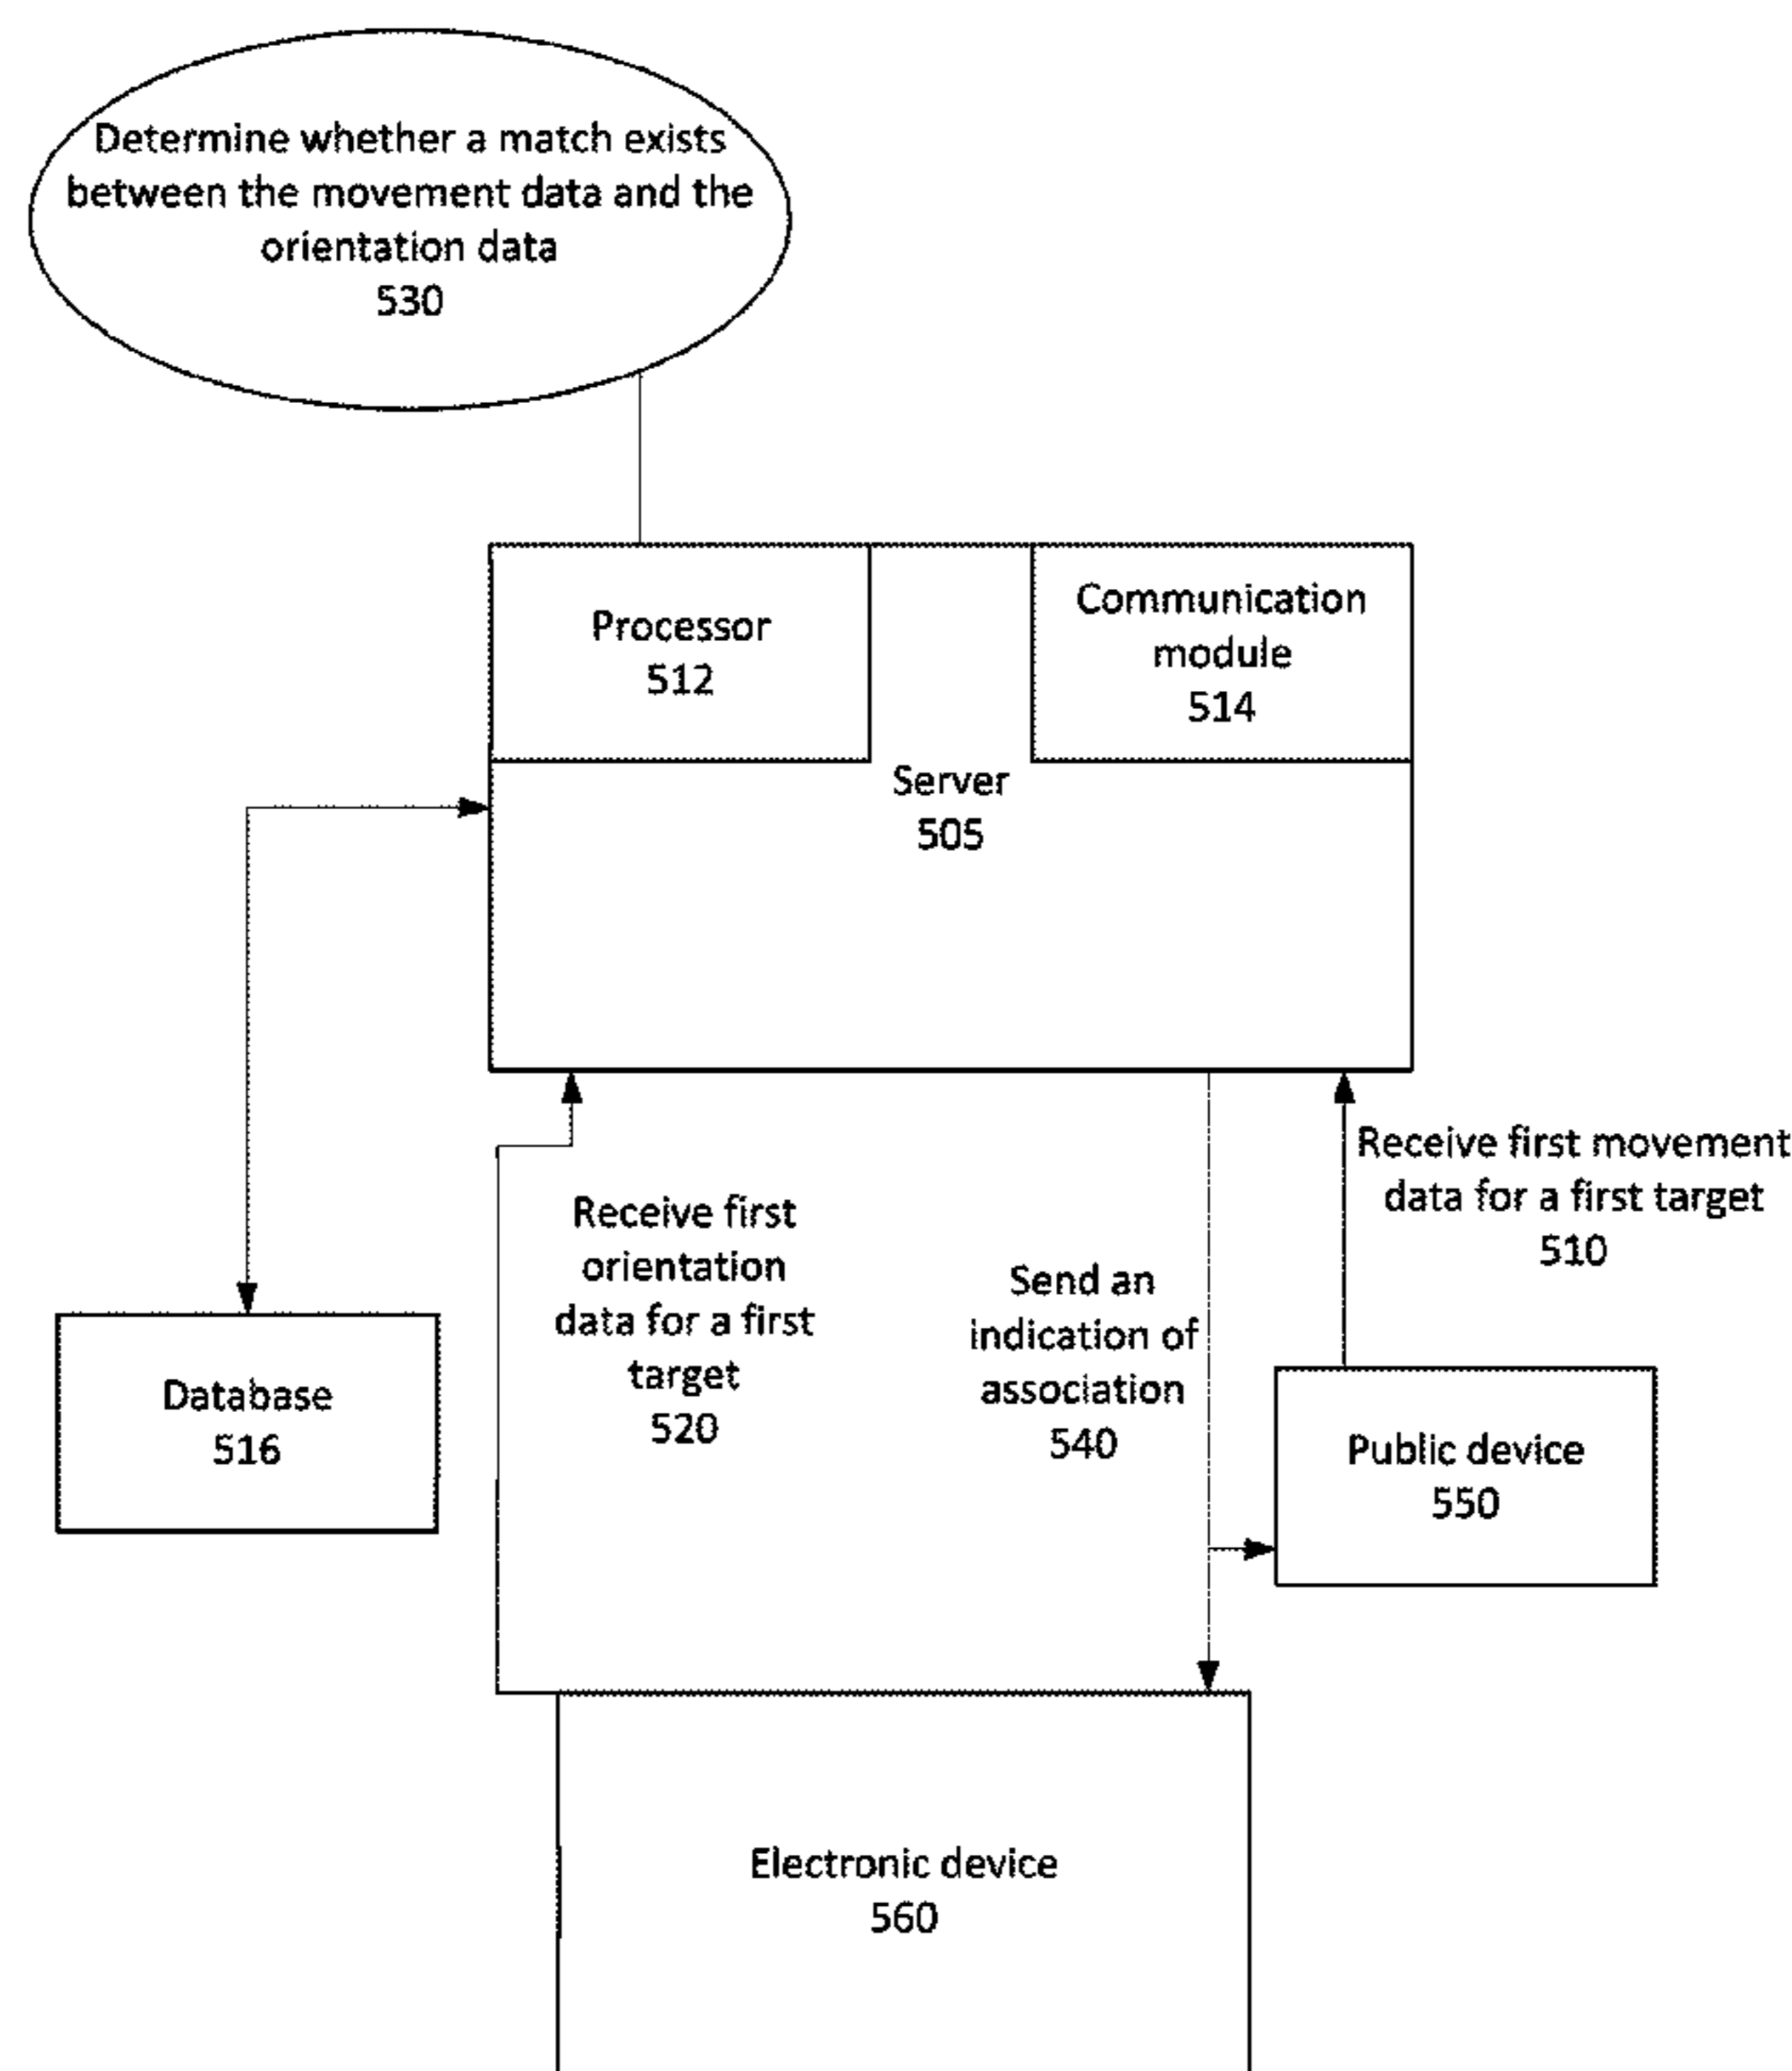 Determine whether a match exists
between the movement data and the
orientation data
530
Processor
512
Communication
module
514
Server
505
Receive first movement
data for a first target
510
Receive first
orientation
data for a first
target
520
Send an
indication of
association
540
Database
516
Public device
550
Electronic device
560